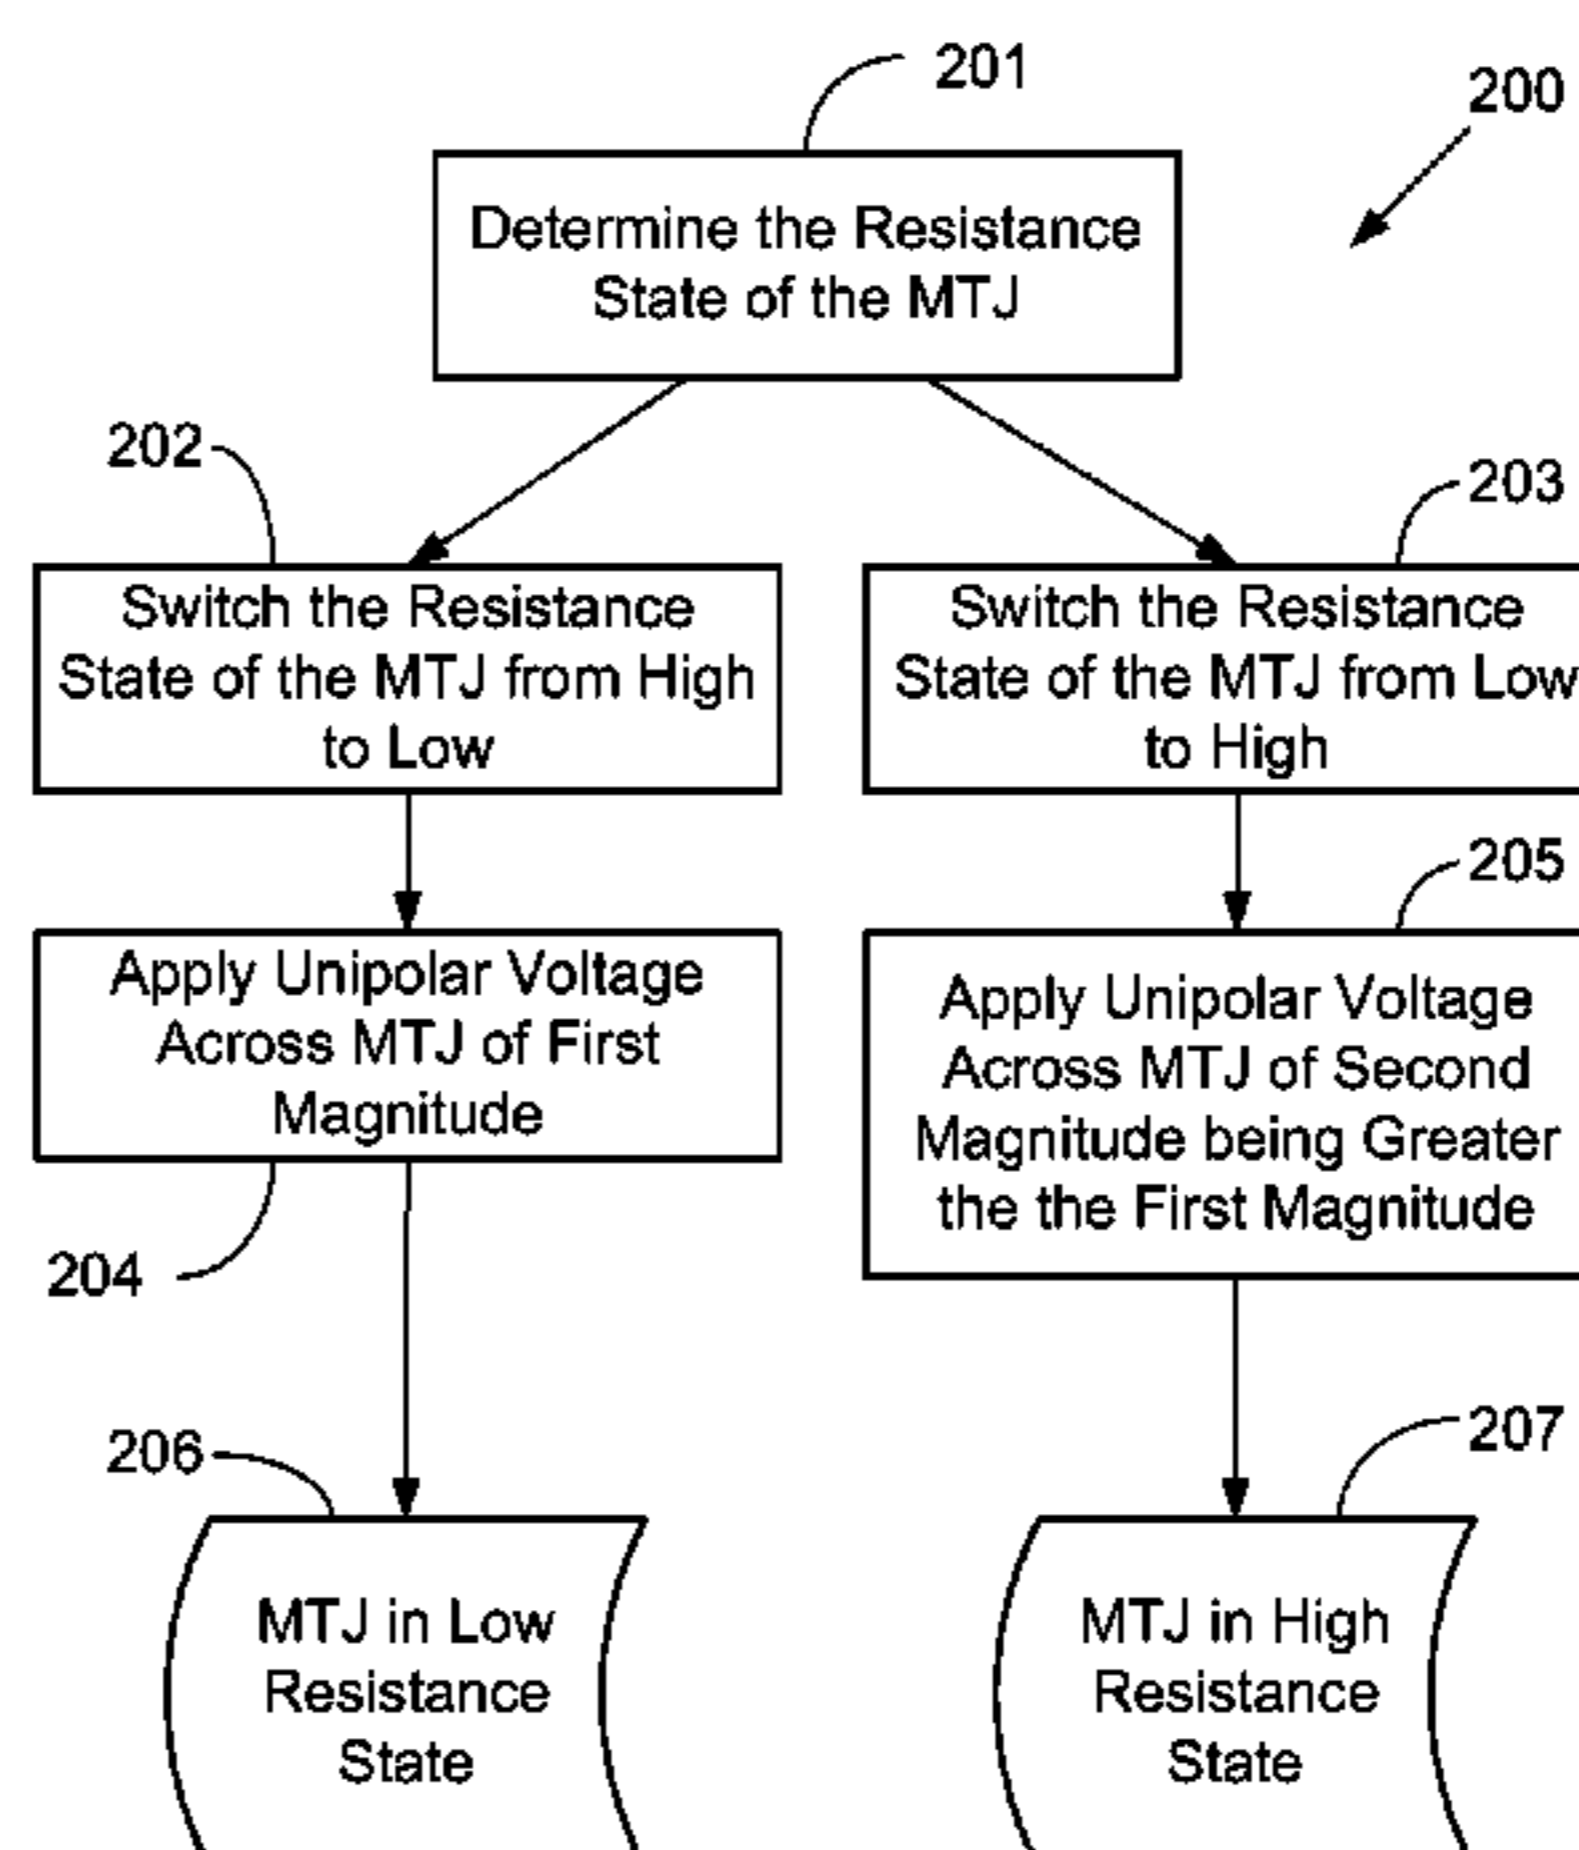 201
200
Determine the Resistance
State of the MTJ
202
203
Switch the Resistance
State of the MTJ from High
to Low
Switch the Resistance
State of the MTJ from Low
to High
205
Apply Unipolar Voltage
Across MTJ of First
Magnitude
Apply Unipolar Voltage
Across MTJ of Second
Magnitude being Greater
the the First Magnitude
204
206
207
MTJ in Low
Resistance
State
MTJ in High
Resistance
State